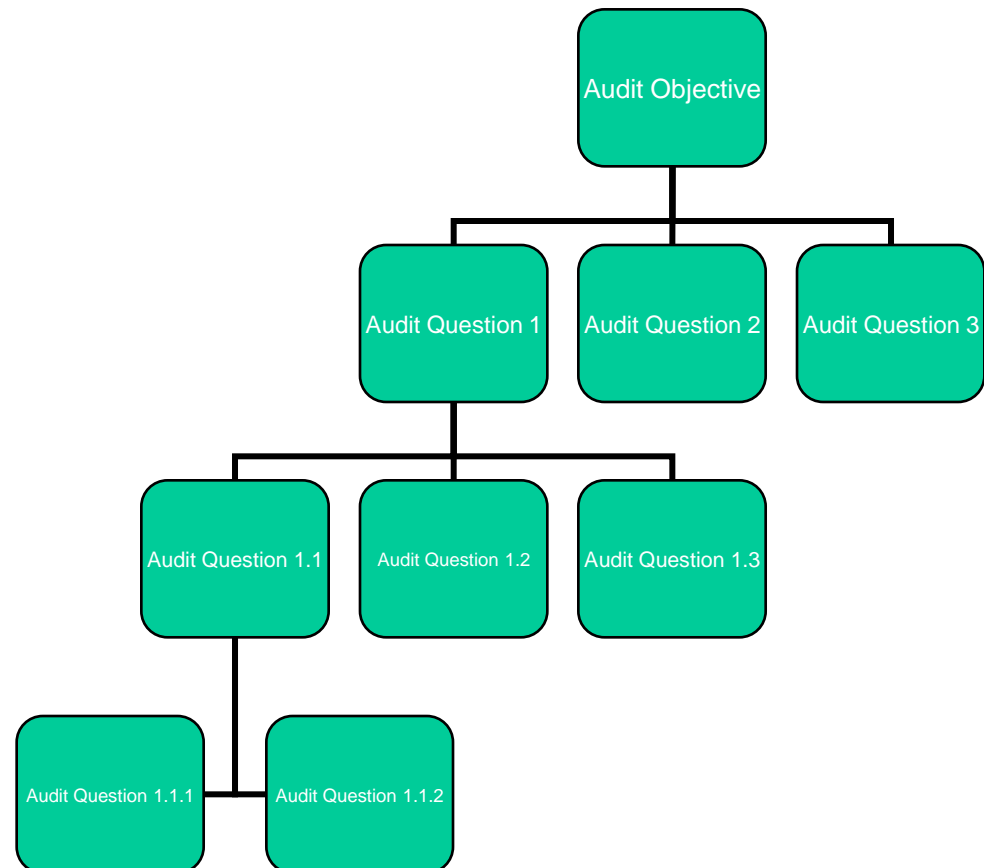 Audit Objective
Audit Question 1
Audit Question 2
Audit Question 3
Audit Question 1.1
Audit Question 1.2
Audit Question 1.3
Audit Question 1.1.1
Audit Question 1.1.2